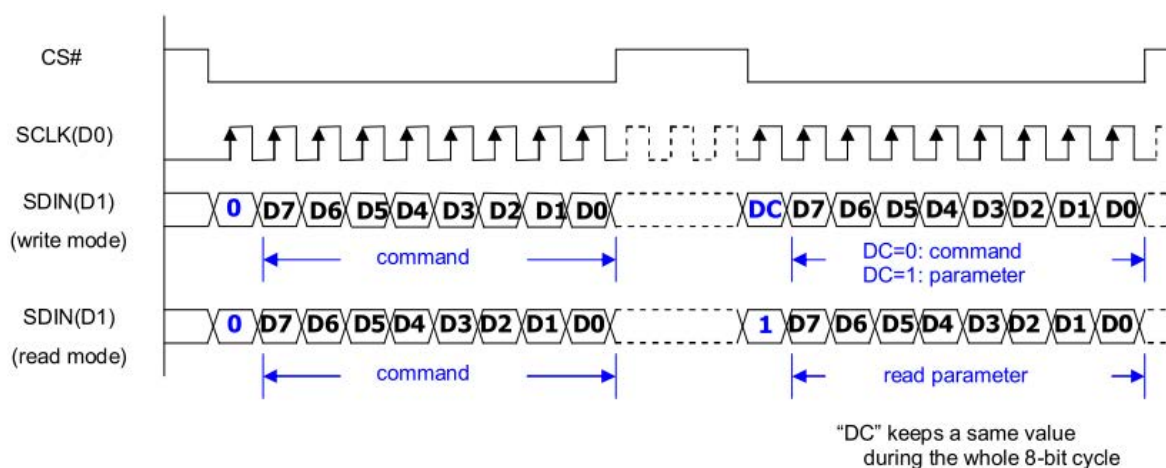 CS#
SCLK(D0)
SDIN(D1)
(write mode)
0 D7 D6 D5 D4 D3 D2 D1 D0 DC D7 D6 D5 D4 D3 D2 D1 D0
command
DC=0: command
DC=1: parameter
SDIN(D1)
(read mode)
0 D7 D6 D5 D4 D3 D2 D1 D0 1 D7 D6 D5 D4 D3 D2 D1 D0
command
read parameter
“DC” keeps a same value
during the whole 8-bit cycle